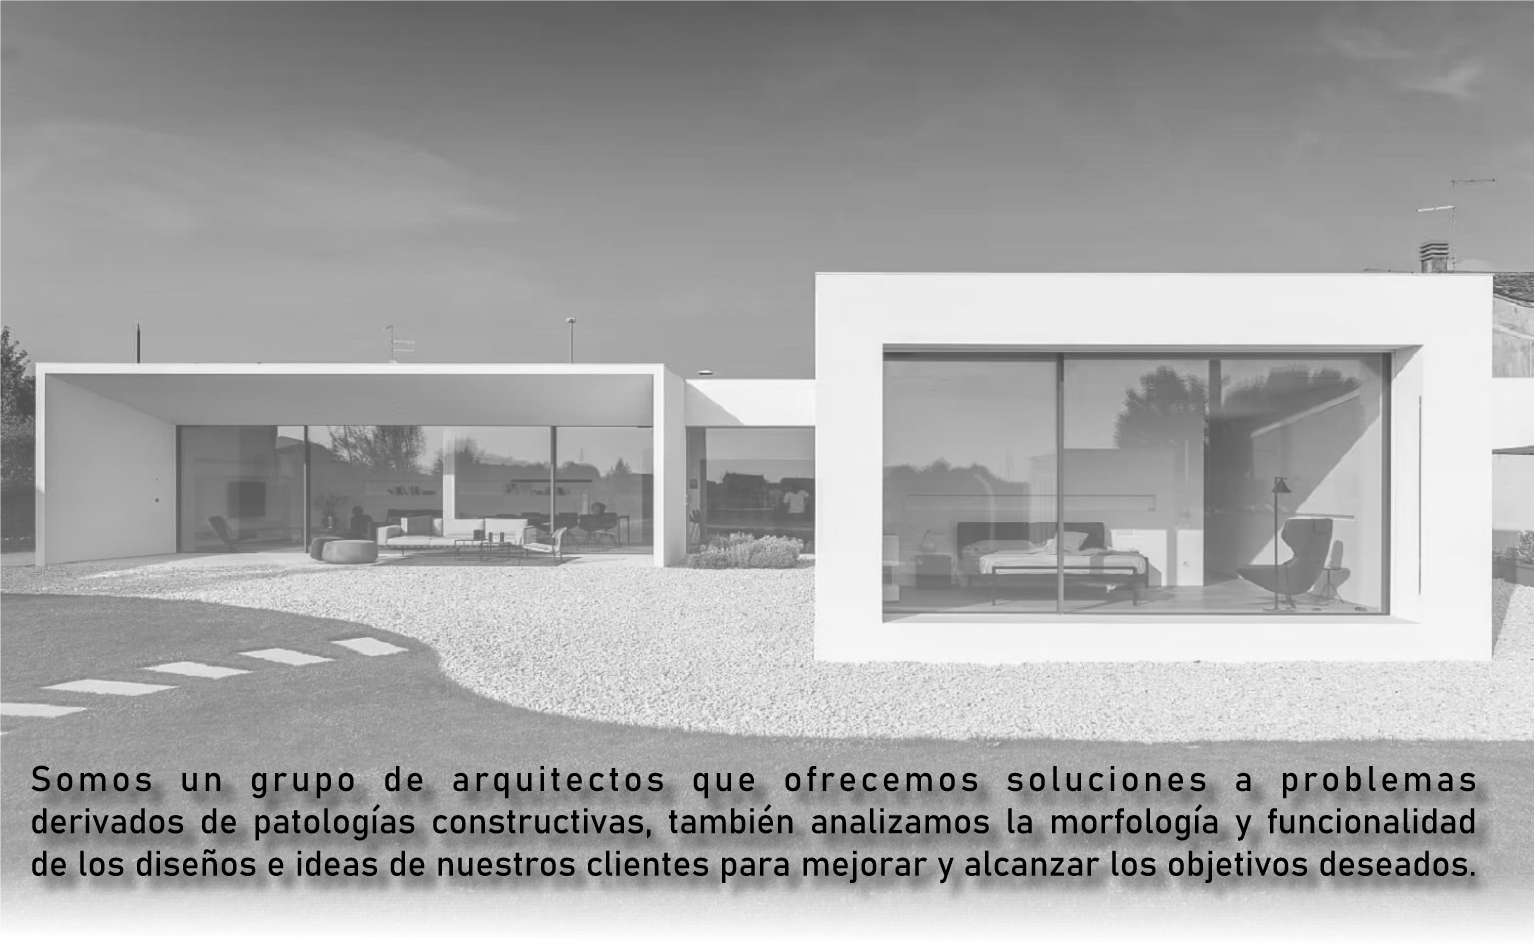 Somos un grupo de arquitectos que ofrecemos soluciones a problemas
derivados de patologías constructivas, también analizamos la morfología y funcionalidad
de los diseños e ideas de nuestros clientes para mejorar y alcanzar los objetivos deseados.